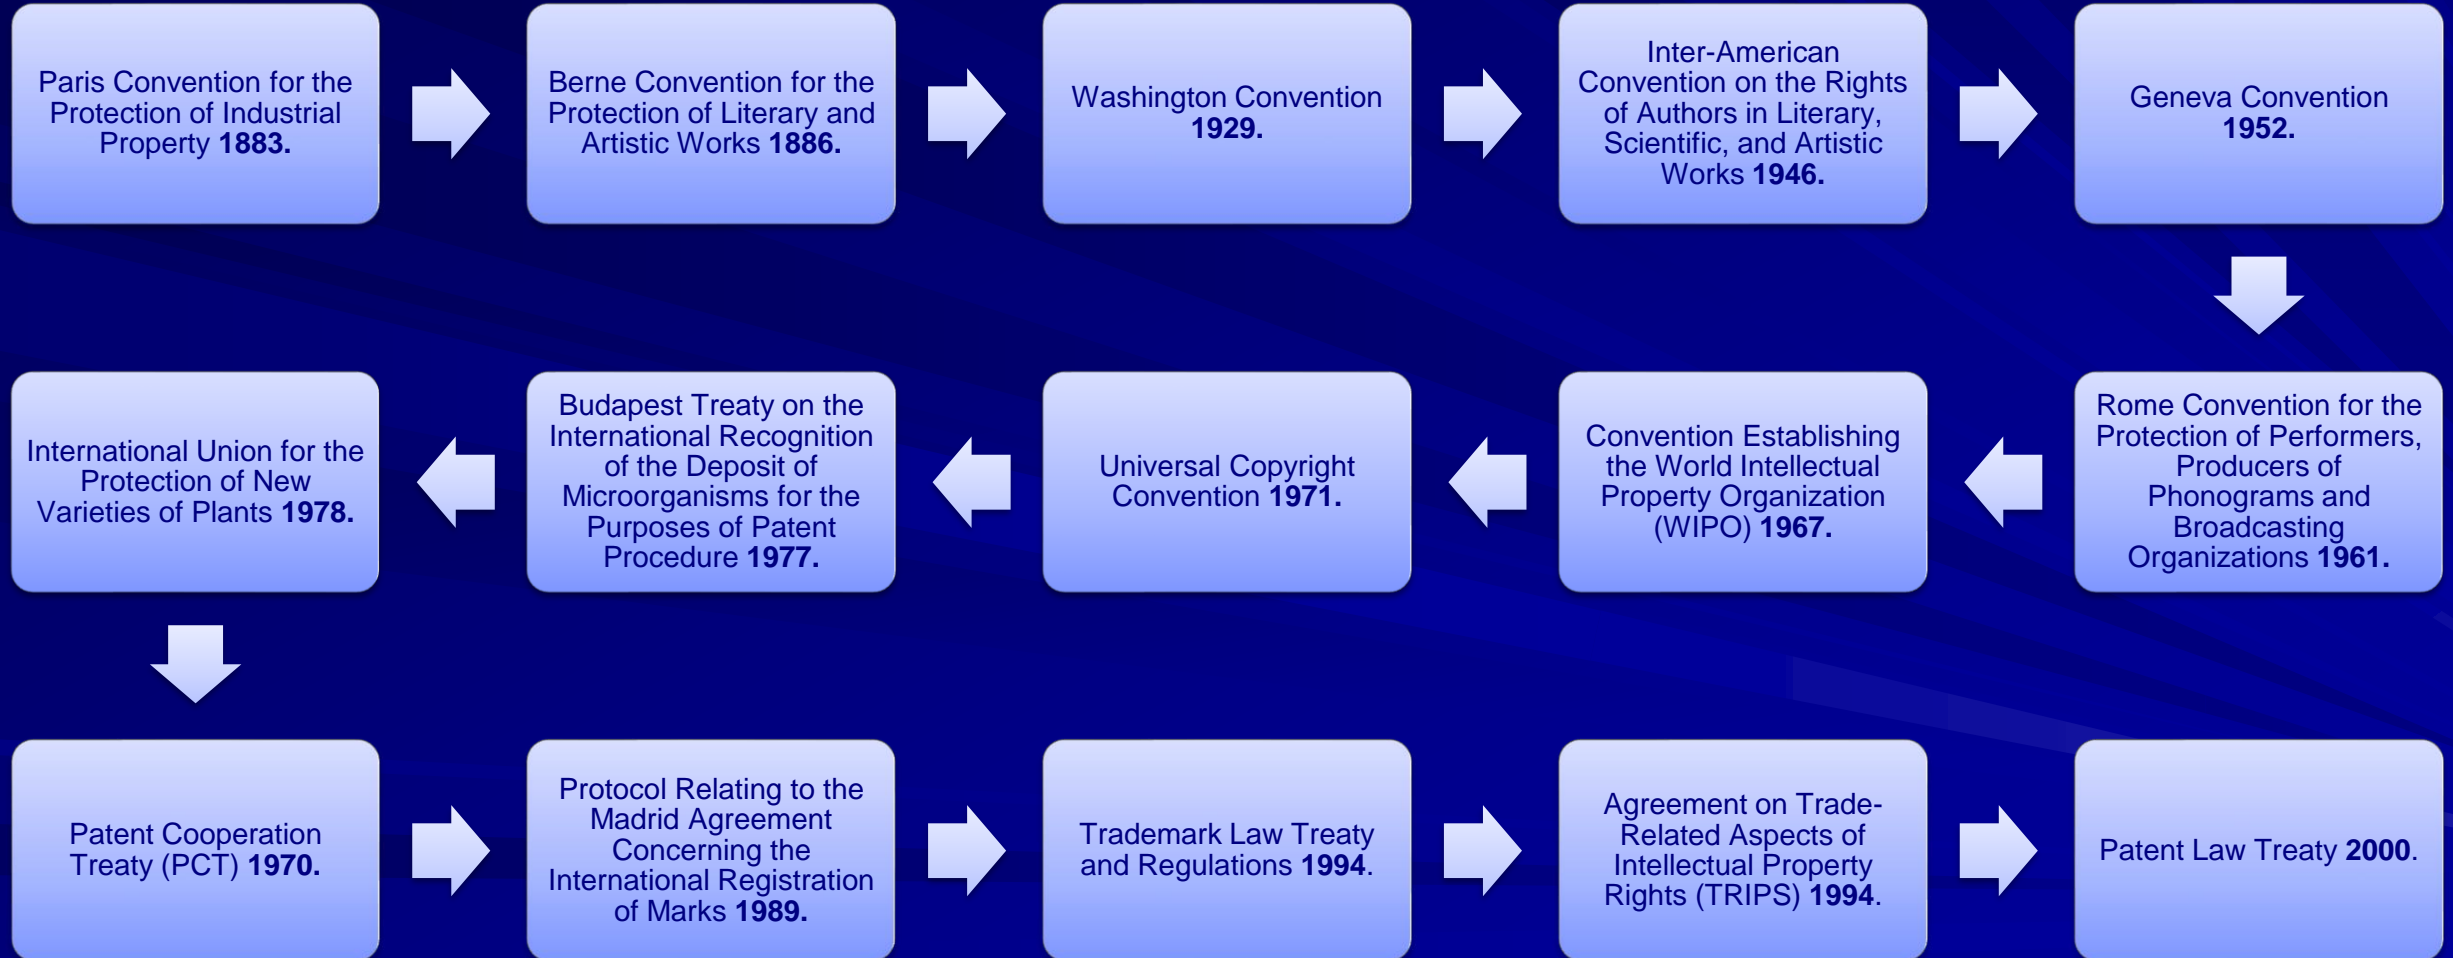 Paris Convention for the
Protection of Industrial
Property 1883.
Berne Convention for the
Protection of Literary and
Artistic Works 1886.
Washington Convention
1929.
Inter-American
Convention on the Rights
of Authors in Literary,
Scientific, and Artistic
Works 1946.
Geneva Convention
1952.
Rome Convention for the
Protection of Performers,
Producers of
Phonograms and
Broadcasting
Organizations 1961.
Convention Establishing
the World Intellectual
Property Organization
(WIPO) 1967.
Universal Copyright
Convention 1971.
Budapest Treaty on the
International Recognition
of the Deposit of
Microorganisms for the
Purposes of Patent
Procedure 1977.
International Union for the
Protection of New
Varieties of Plants 1978.
Patent Cooperation
Treaty (PCT) 1970.
Protocol Relating to the
Madrid Agreement
Concerning the
International Registration
of Marks 1989.
Trademark Law Treaty
and Regulations 1994.
Agreement on Trade-
Related Aspects of
Intellectual Property
Rights (TRIPS) 1994.
Patent Law Treaty 2000.